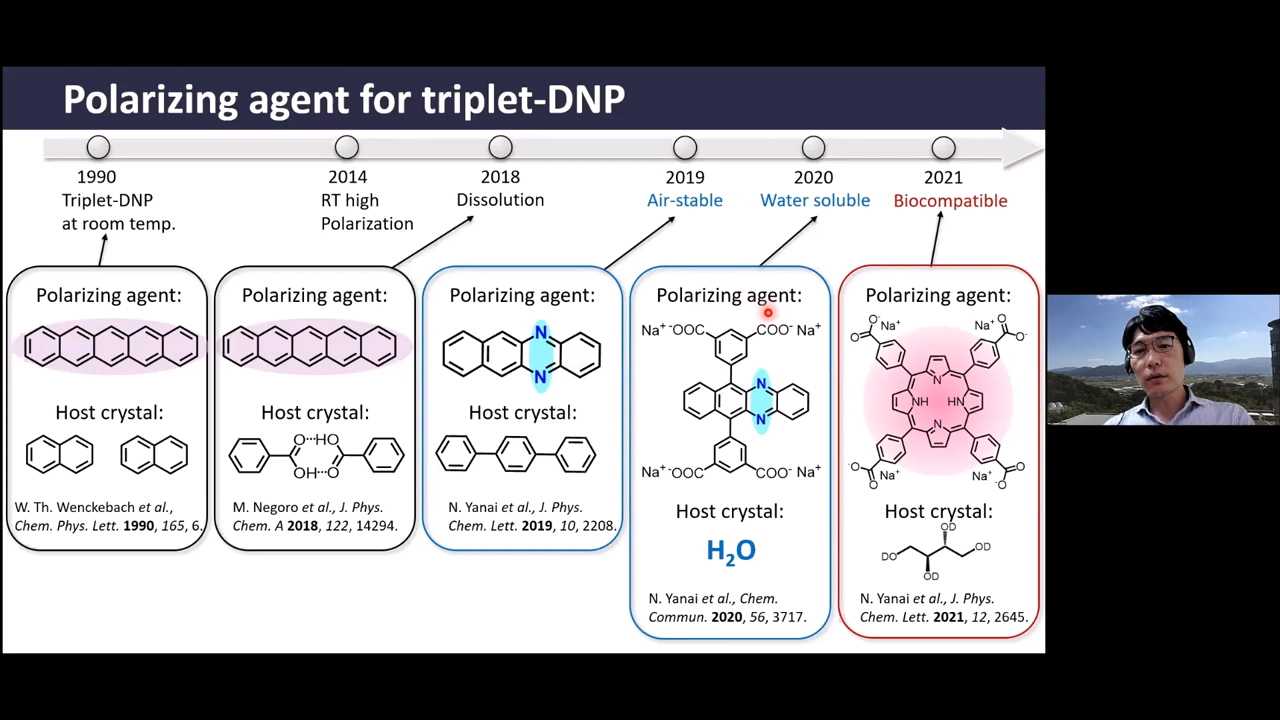 Polarizing agent for triplet-DNP
1990
Triplet-DNP
at room temp.
2014
RT high
Polarization
2018
Dissolution
2019
Air-stable
2020
Water soluble
2021
Biocompatible
Polarizing agent:
Host crystal:
W. Th. Wenckebach et al.,
Chem. Phys. Lett. 1990, 165, 6.
Polarizing agent:
Host crystal:
O···HO
OH···O
M. Negoro et al., J. Phys.
Chem. A 2018, 122, 14294.
Polarizing agent:
N
N
Host crystal:
N. Yanai et al., J. Phys.
Chem. Lett. 2019, 10, 2208.
Polarizing agent:
Na⁺ ⁻OOC
COO⁻ Na⁺
N
N
Na⁺ ⁻OOC
COO⁻ Na⁺
Host crystal:
H₂O
N. Yanai et al., Chem.
Commun. 2020, 56, 3717.
Polarizing agent:
O⁻ Na⁺
O
Na⁺ ⁻O
O
N
NH
HN
N
⁻O
O
Na⁺
Na⁺
O
⁻O
Host crystal:
OD
DO
OD
OD
N. Yanai et al., J. Phys.
Chem. Lett. 2021, 12, 2645.